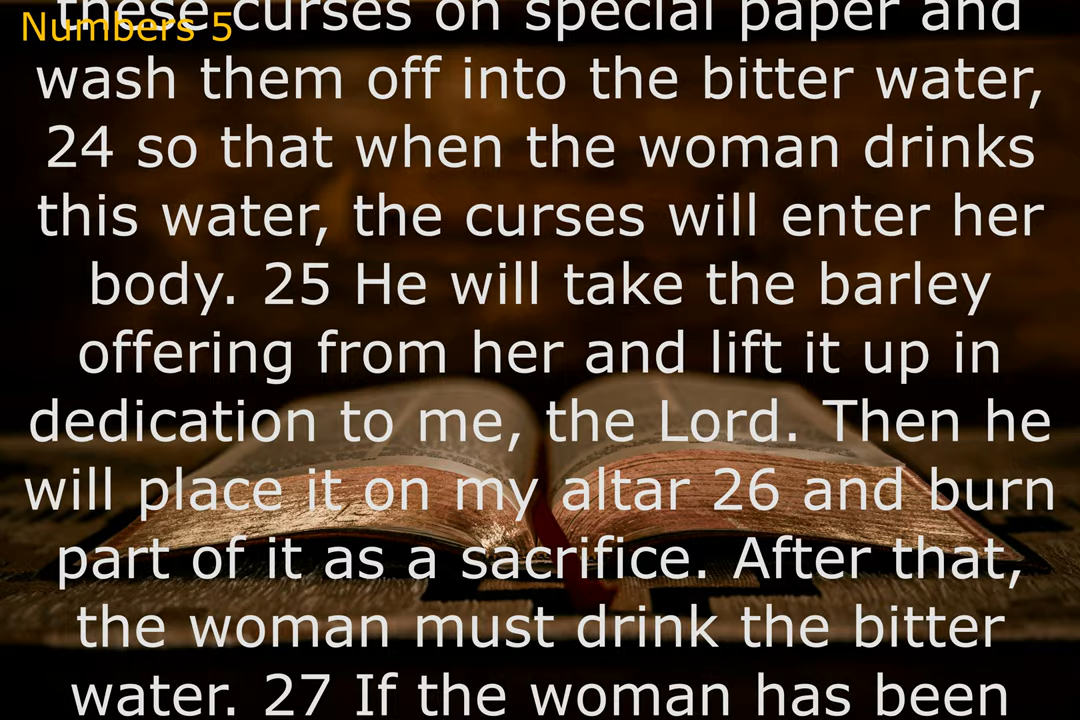 these curses on special paper and
Numbers 5
wash them off into the bitter water,
24 so that when the woman drinks
this water, the curses will enter her
body. 25 He will take the barley
offering from her and lift it up in
dedication to me, the Lord. Then he
will place it on my altar 26 and burn
part of it as a sacrifice. After that,
the woman must drink the bitter
water. 27 If the woman has been